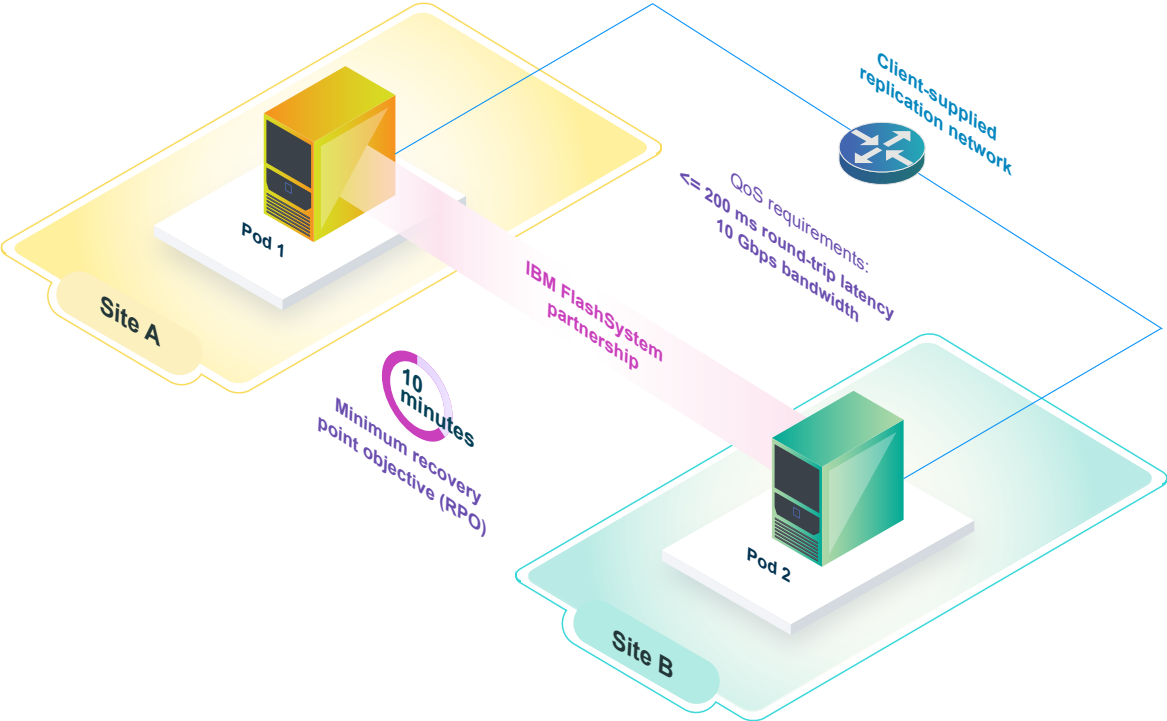 Client-supplied
replication network
QoS requirements:
<= 200 ms round-trip latency
10 Gbps bandwidth
Pod 1
Site A
IBM FlashSystem
partnership
10
minutes
Minimum recovery
point objective (RPO)
Pod 2
Site B